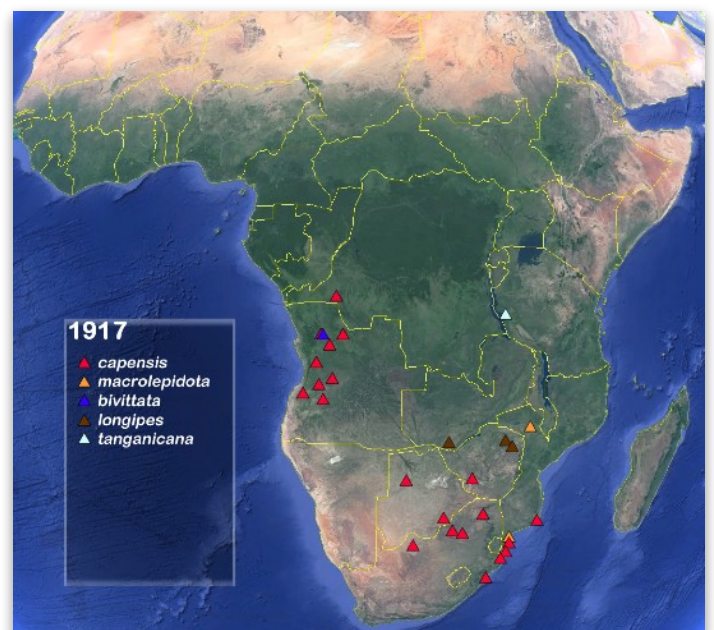 1917
capensis
macrolepidota
bivittata
longipes
tanganicana